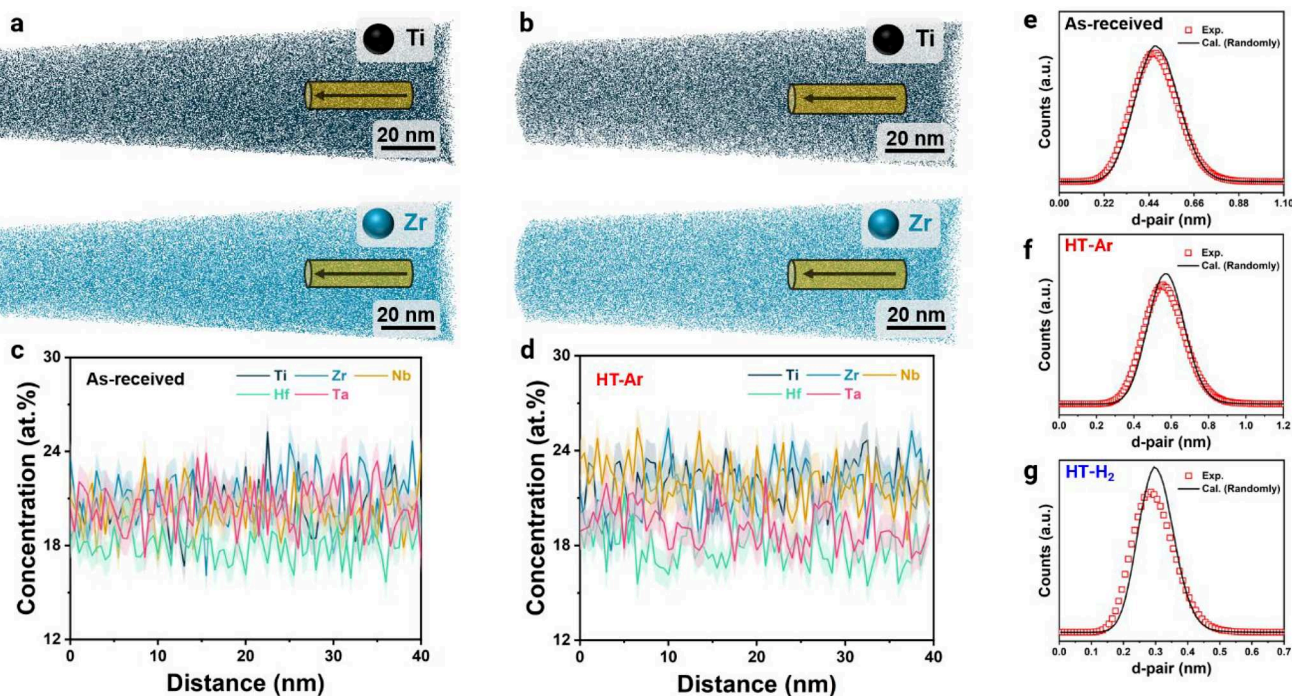 a
Ti
20 nm
Zr
20 nm
b
Ti
20 nm
Zr
20 nm
c
As-received
Ti Zr Nb
Hf Ta
30
24
18
12
Concentration (at.%)
0 10 20 30 40
Distance (nm)
d
HT-Ar
Ti Zr Nb
Hf Ta
30
24
18
12
Concentration (at.%)
0 10 20 30 40
Distance (nm)
e
As-received
Exp.
Cal. (Randomly)
Counts (a.u.)
0.00 0.22 0.44 0.66 0.88 1.10
d-pair (nm)
f
HT-Ar
Exp.
Cal. (Randomly)
Counts (a.u.)
0.0 0.2 0.4 0.6 0.8 1.0 1.2
d-pair (nm)
g
HT-H₂
Exp.
Cal. (Randomly)
Counts (a.u.)
0.0 0.1 0.2 0.3 0.4 0.5 0.6 0.7
d-pair (nm)